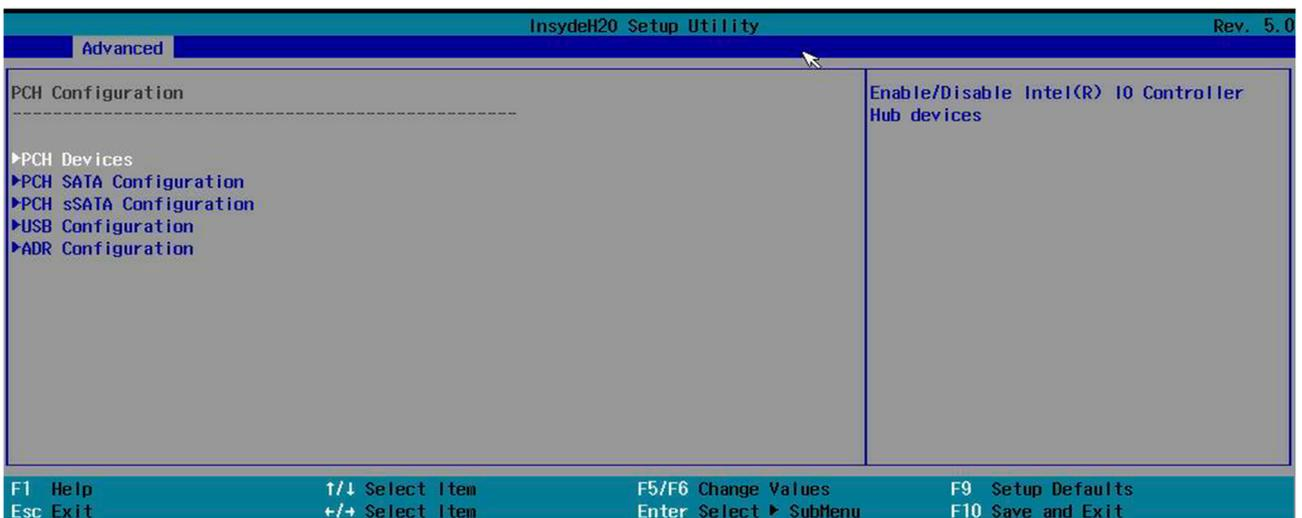 InsydeH20 Setup Utility Rev. 5.0
Advanced
PCH Configuration
----------------------------------------------------
▶PCH Devices
▶PCH SATA Configuration
▶PCH sSATA Configuration
▶USB Configuration
▶ADR Configuration
Enable/Disable Intel(R) IO Controller
Hub devices
F1 Help ↑/↓ Select Item F5/F6 Change Values F9 Setup Defaults
Esc Exit ←/→ Select Item Enter Select ▶ SubMenu F10 Save and Exit